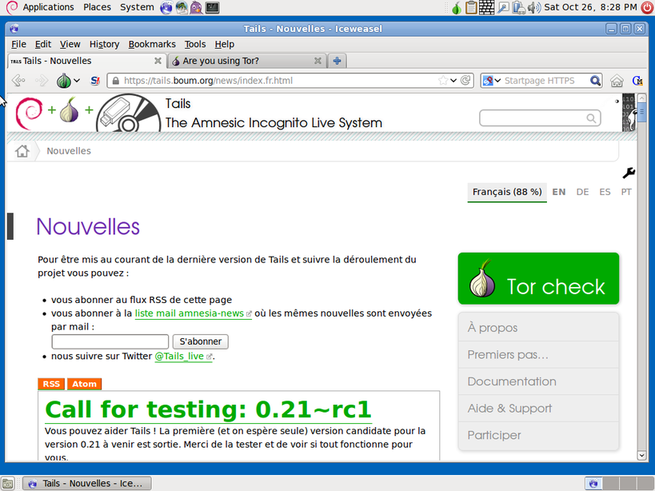 Applications Places System Sat Oct 26, 8:28 PM
Tails - Nouvelles - Iceweasel
File Edit View History Bookmarks Tools Help
Tails - Nouvelles Are you using Tor?
https://tails.boum.org/news/index.fr.html Startpage HTTPS
Tails
The Amnesic Incognito Live System
Nouvelles
Français (88 %) EN DE ES PT
Nouvelles
Pour être mis au courant de la dernière version de Tails et suivre la déroulement du
projet vous pouvez :
vous abonner au flux RSS de cette page
vous abonner à la liste mail amnesia-news où les mêmes nouvelles sont envoyées
par mail :
S'abonner
nous suivre sur Twitter @Tails_live.
RSS Atom
Call for testing: 0.21~rc1
Vous pouvez aider Tails ! La première (et on espère seule) version candidate pour la
version 0.21 à venir est sortie. Merci de la tester et de voir si tout fonctionne pour
vous.
Tor check
À propos
Premiers pas...
Documentation
Aide & Support
Participer
Tails - Nouvelles - Ice...